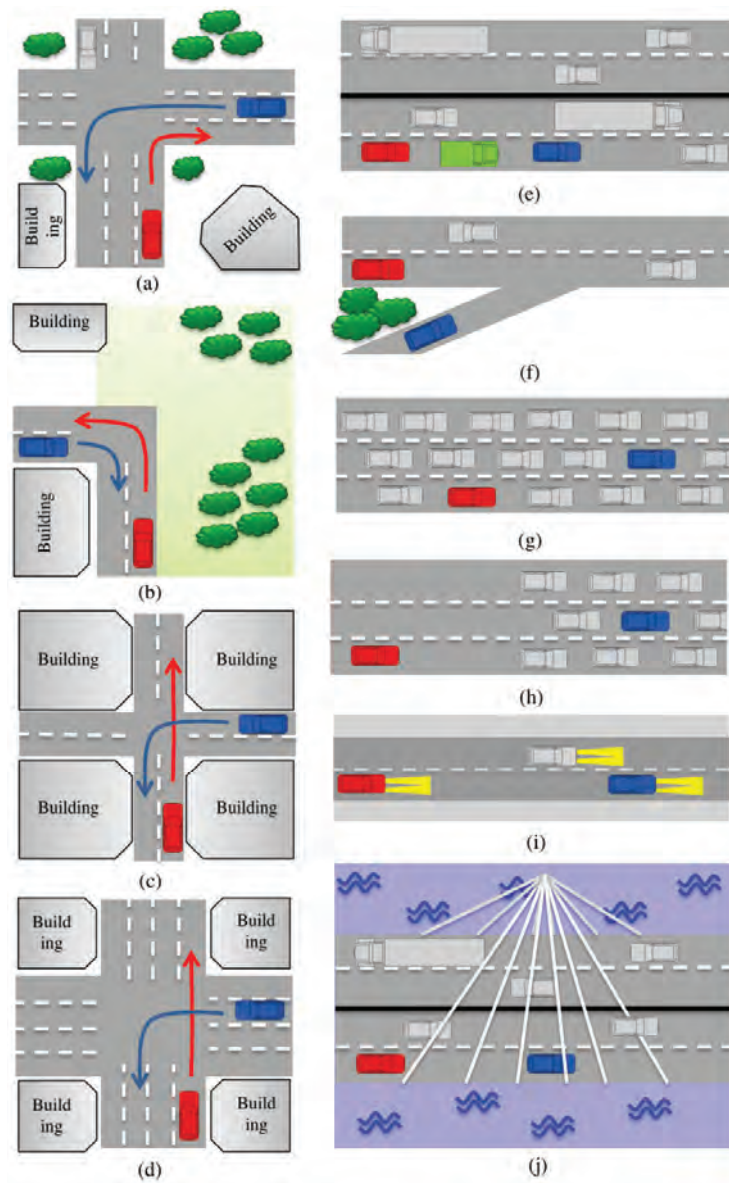 Build
ing
Building
(a)
Building
Building
(b)
Building
Building
Building
Building
(c)
Build
ing
Build
ing
Build
ing
Build
ing
(d)
(e)
(f)
(g)
(h)
(i)
(j)